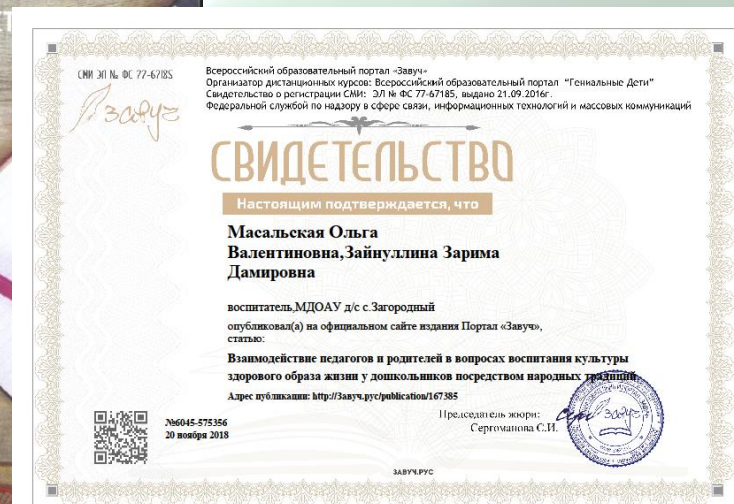 СМИ ЭЛ № ФС 77-67185
Завуч
Всероссийский образовательный портал «Завуч»
Организатор дистанционных курсов: Всероссийский образовательный портал "Гениальные Дети"
Свидетельство о регистрации СМИ: ЭЛ № ФС 77-67185, выдано 21.09.2016г.
Федеральной службой по надзору в сфере связи, информационных технологий и массовых коммуникаций
СВИДЕТЕЛЬСТВО
Настоящим подтверждается, что
Масальская Ольга
Валентиновна,Зайнуллина Зарима
Дамировна
воспитатель,МДОАУ д/с с.Загородный
опубликовал(а) на официальном сайте издания Портал «Завуч»,
статью:
Взаимодействие педагогов и родителей в вопросах воспитания культуры
здорового образа жизни у дошкольников посредством народных традиций
Адрес публикации: http://Завуч.рус/publication/167385
№6045-575356
20 ноября 2018
Председатель жюри:
Сергоманова С.И.
Завуч
ЗАВУЧ.РУС